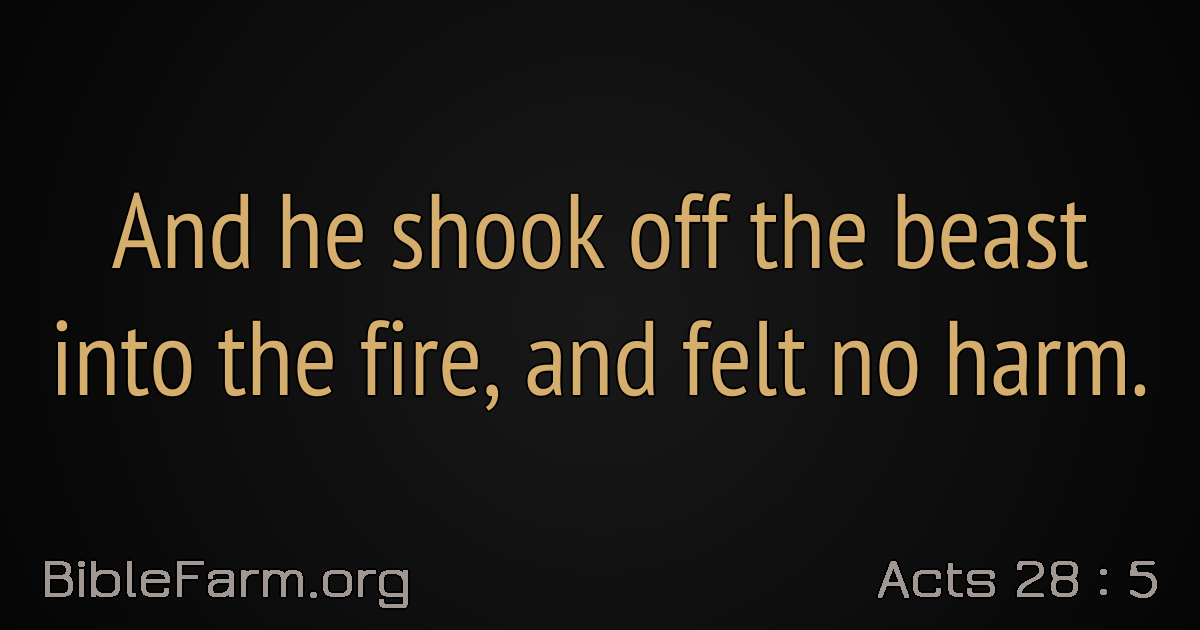 And he shook off the beast
into the fire, and felt no harm.
BibleFarm.org
Acts 28 : 5